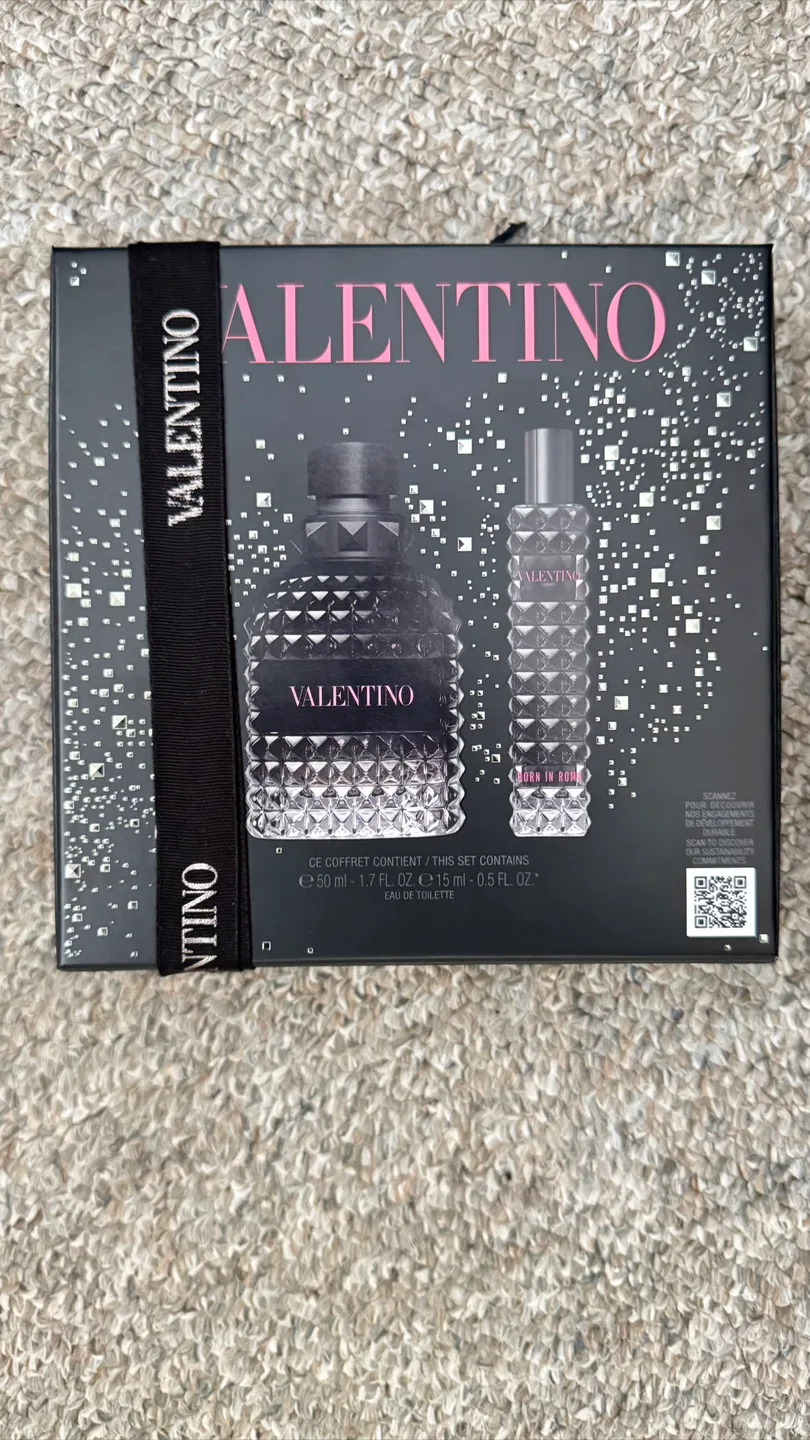 VALENTINO
ALENTINO
VALENTINO
VALENTINO
BORN IN ROMA
NTINO
CE COFFRET CONTIENT / THIS SET CONTAINS
℮ 50 ml - 1.7 FL. OZ. ℮ 15 ml - 0.5 FL. OZ.*
EAU DE TOILETTE
SCANNEZ
POUR DÉCOUVRIR
NOS ENGAGEMENTS
DE DÉVELOPPEMENT
DURABLE.
SCAN TO DISCOVER
OUR SUSTAINABILITY
COMMITMENTS.